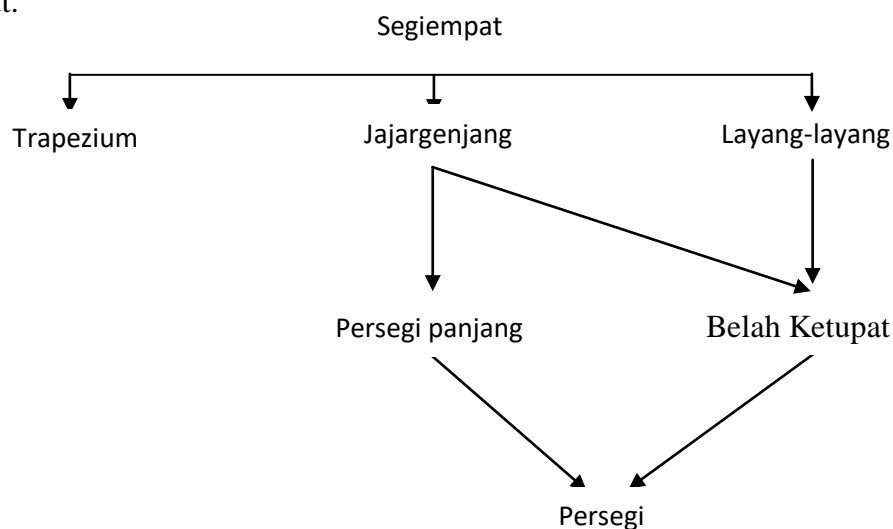 Segiempat
Trapezium
Jajargenjang
Layang-layang
Persegi panjang
Belah Ketupat
Persegi